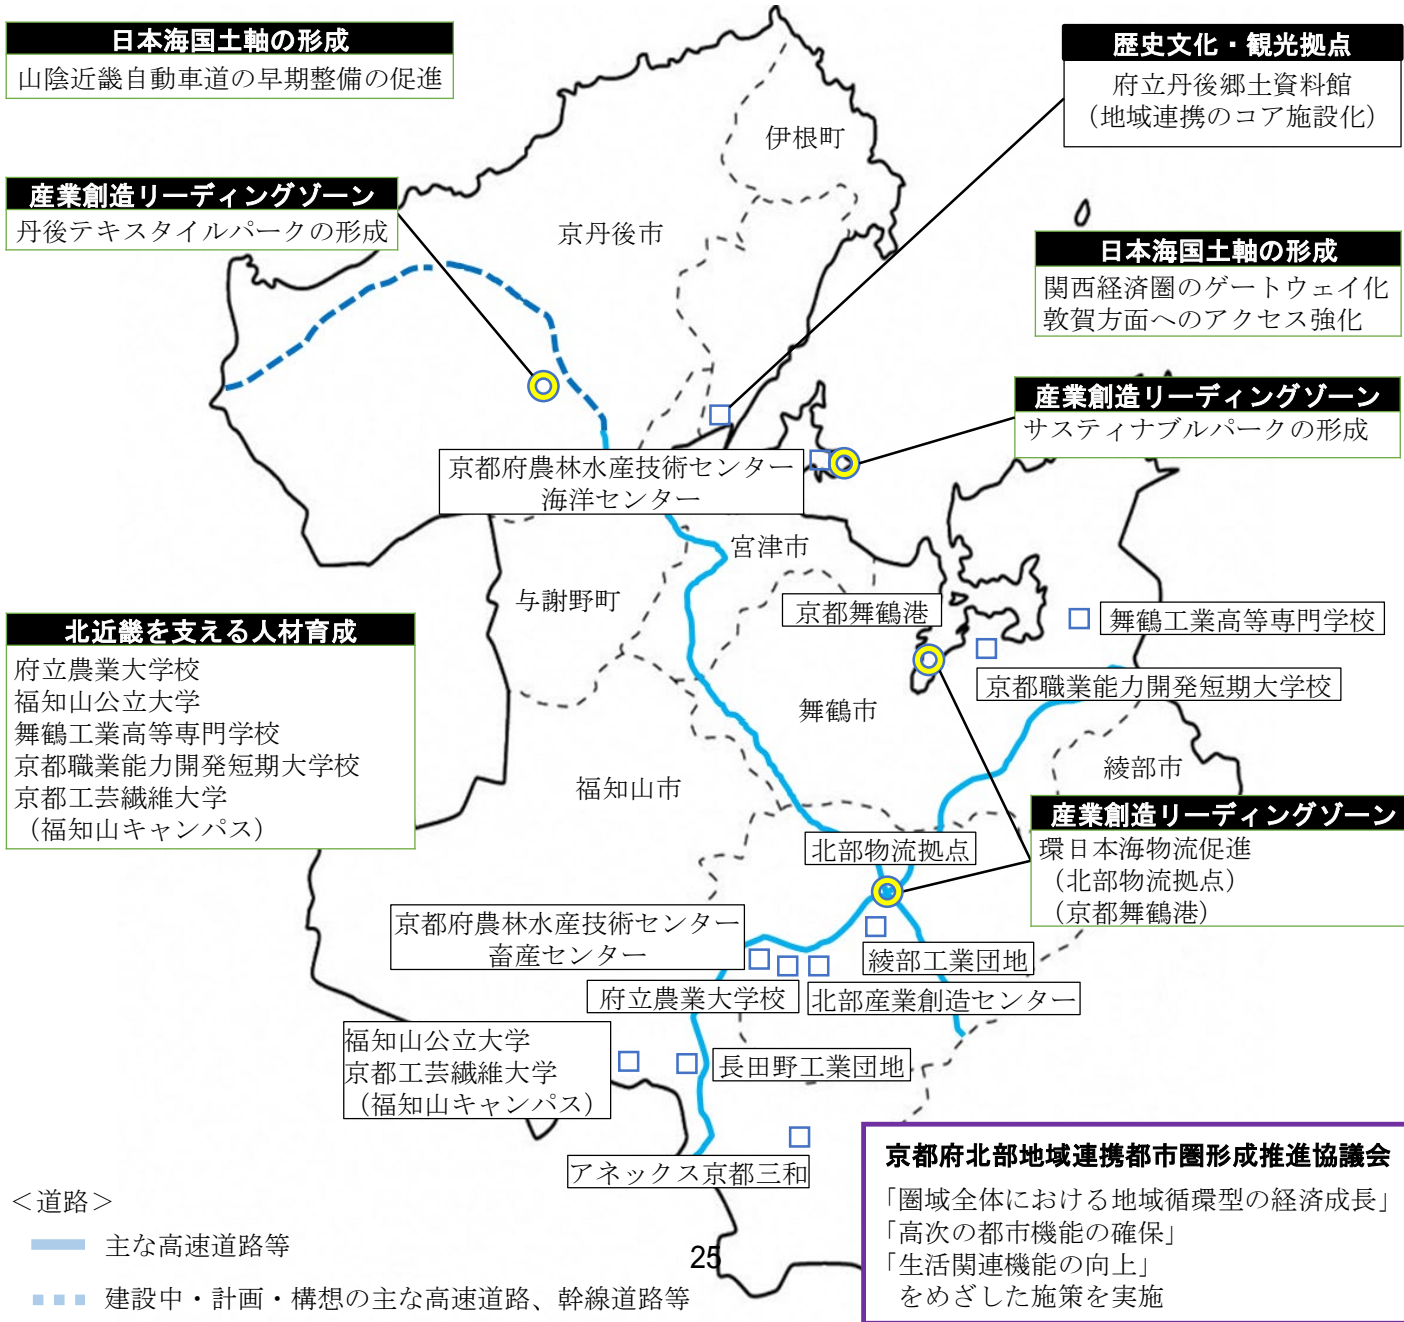 日本海国土軸の形成
山陰近畿自動車道の早期整備の促進
歴史文化・観光拠点
府立丹後郷土資料館
（地域連携のコア施設化）
伊根町
産業創造リーディングゾーン
丹後テキスタイルパークの形成
京丹後市
日本海国土軸の形成
関西経済圏のゲートウェイ化
敦賀方面へのアクセス強化
産業創造リーディングゾーン
サスティナブルパークの形成
京都府農林水産技術センター
海洋センター
宮津市
与謝野町
京都舞鶴港
舞鶴工業高等専門学校
京都職業能力開発短期大学校
北近畿を支える人材育成
府立農業大学校
福知山公立大学
舞鶴工業高等専門学校
京都職業能力開発短期大学校
京都工芸繊維大学
（福知山キャンパス）
舞鶴市
綾部市
福知山市
産業創造リーディングゾーン
環日本海物流促進
（北部物流拠点）
（京都舞鶴港）
北部物流拠点
京都府農林水産技術センター
畜産センター
綾部工業団地
府立農業大学校
北部産業創造センター
福知山公立大学
京都工芸繊維大学
（福知山キャンパス）
長田野工業団地
アネックス京都三和
京都府北部地域連携都市圏形成推進協議会
「圏域全体における地域循環型の経済成長」
「高次の都市機能の確保」
「生活関連機能の向上」
をめざした施策を実施
＜道路＞
主な高速道路等
建設中・計画・構想の主な高速道路、幹線道路等
25